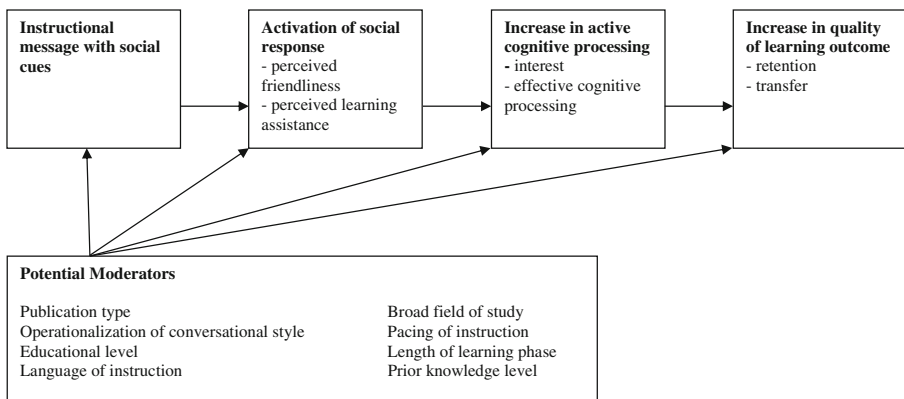 Instructional
message with social
cues
Activation of social
response
- perceived
friendliness
- perceived learning
assistance
Increase in active
cognitive processing
- interest
- effective cognitive
processing
Increase in quality
of learning outcome
- retention
- transfer
Potential Moderators
Publication type
Operationalization of conversational style
Educational level
Language of instruction
Broad field of study
Pacing of instruction
Length of learning phase
Prior knowledge level